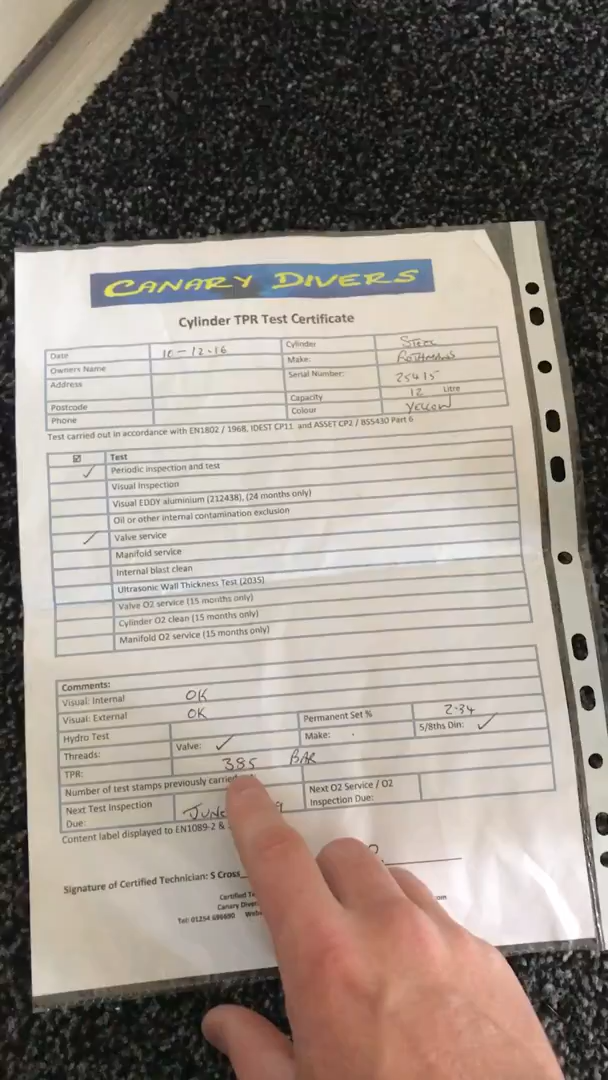 CANARY DIVERS
Cylinder TPR Test Certificate
Date 10-12-16 Cylinder STEEL
Owners Name Make:
Address Serial Number: 25415
Capacity 12 Litre
Postcode Colour YELLOW
Phone
Test carried out in accordance with EN1802 / 1968, IDEST CP11, and ASSET CP2 / BS5430 Part 6
☑ Test
✓ Periodic inspection and test
Visual Inspection
Visual EDDY aluminium (212438), (24 months only)
Oil or other internal contamination exclusion
✓ Valve service
Manifold service
Internal blast clean
Ultrasonic Wall Thickness Test (2035)
Valve O2 service (15 months only)
Cylinder O2 clean (15 months only)
Manifold O2 service (15 months only)
Comments:
Visual: Internal OK
Visual: External OK
Hydro Test Permanent Set % 2.34
Threads: Valve: ✓ Make: 5/8ths Din: ✓
TPR: 385 BAR
Number of test stamps previously carried
Next Test Inspection Due: Next O2 Service / O2 Inspection Due:
Content label displayed to EN1089-2 &
Signature of Certified Technician: S Cross
Certified
Canary
Tel: 01254 696690